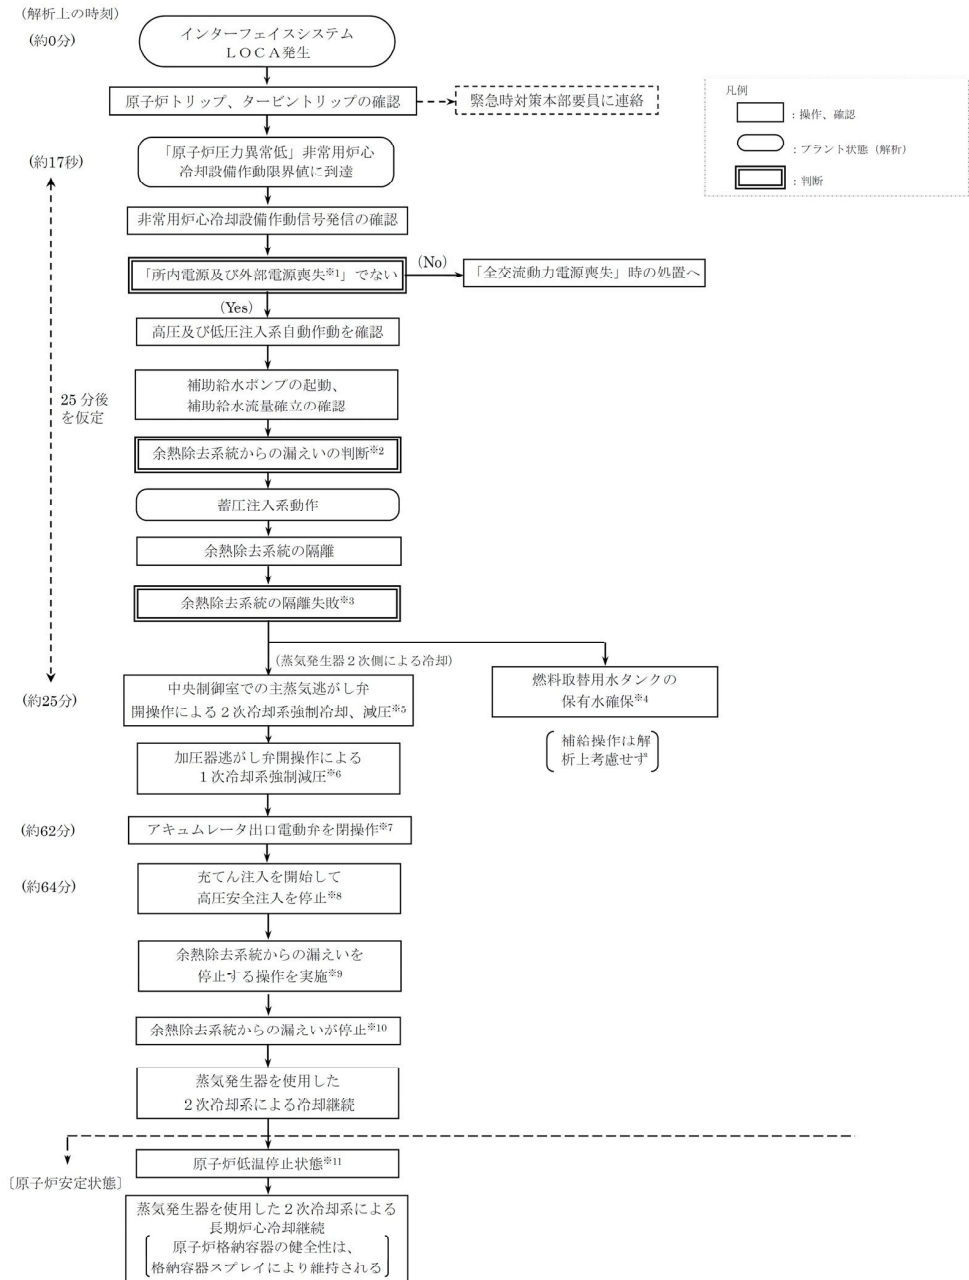 (解析上の時刻)
(約0分)
インターフェイスシステム
ＬＯＣＡ発生
原子炉トリップ、タービントリップの確認
緊急時対策本部要員に連絡
凡例
：操作、確認
：プラント状態（解析）
：判断
(約17秒)
「原子炉圧力異常低」非常用炉心
冷却設備作動限界値に到達
非常用炉心冷却設備作動信号発信の確認
「所内電源及び外部電源喪失※1」でない
(No)
「全交流動力電源喪失」時の処置へ
(Yes)
高圧及び低圧注入系自動作動を確認
25分後
を仮定
補助給水ポンプの起動、
補助給水流量確立の確認
余熱除去系統からの漏えいの判断※2
蓄圧注入系動作
余熱除去系統の隔離
余熱除去系統の隔離失敗※3
(蒸気発生器２次側による冷却)
(約25分)
中央制御室での主蒸気逃がし弁
開操作による２次冷却系強制冷却、減圧※5
燃料取替用水タンクの
保有水確保※4
補給操作は解
析上考慮せず
加圧器逃がし弁開操作による
１次冷却系強制減圧※6
(約62分)
アキュムレータ出口電動弁を閉操作※7
(約64分)
充てん注入を開始して
高圧安全注入を停止※8
余熱除去系統からの漏えいを
停止する操作を実施※9
余熱除去系統からの漏えいが停止※10
蒸気発生器を使用した
２次冷却系による冷却継続
原子炉低温停止状態※11
〔原子炉安定状態〕
蒸気発生器を使用した２次冷却系による
長期炉心冷却継続
原子炉格納容器の健全性は、
格納容器スプレイにより維持される